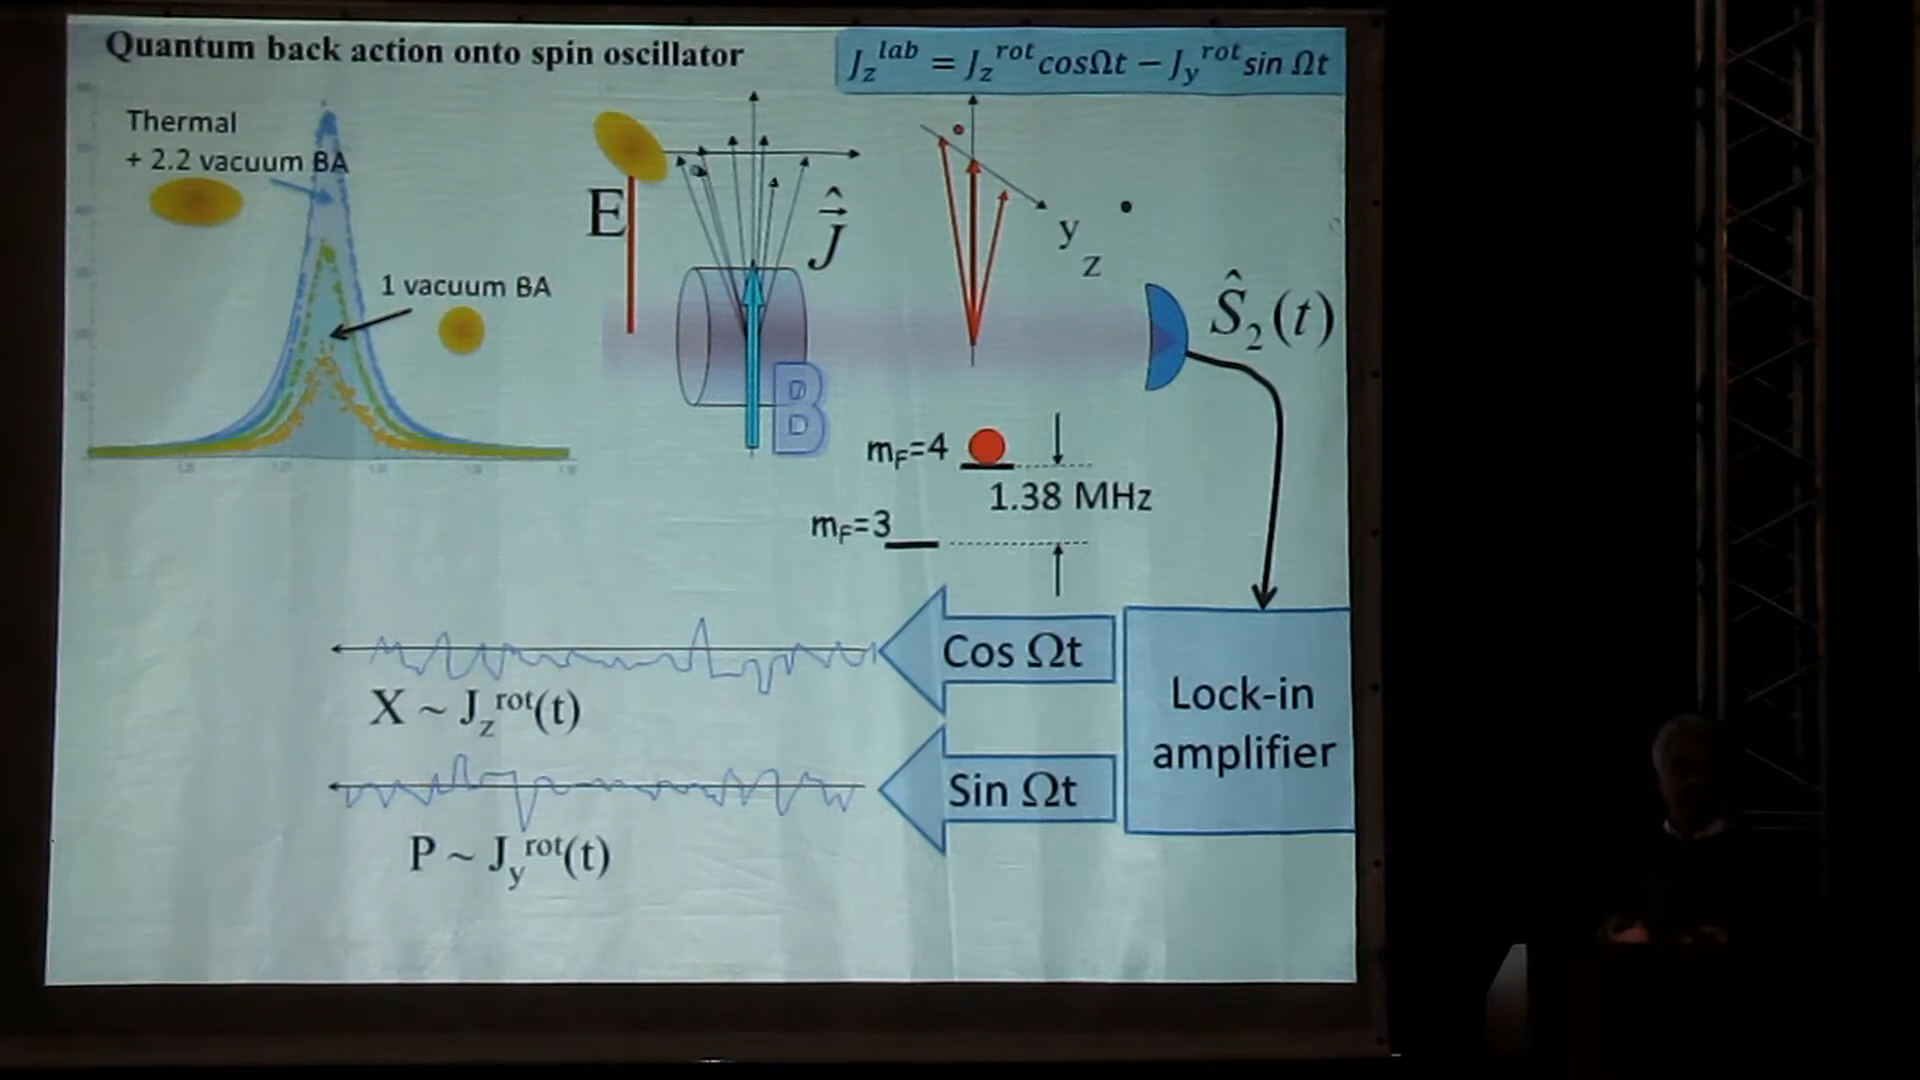 Quantum back action onto spin oscillator
J_z^lab = J_z^rot cosΩt − J_y^rot sin Ωt
Thermal
+ 2.2 vacuum BA
1 vacuum BA
E
Ĵ
y
z
Ŝ₂(t)
B
m_F=4
1.38 MHz
m_F=3
Cos Ωt
X ~ J_z^rot(t)
Lock-in
amplifier
Sin Ωt
P ~ J_y^rot(t)